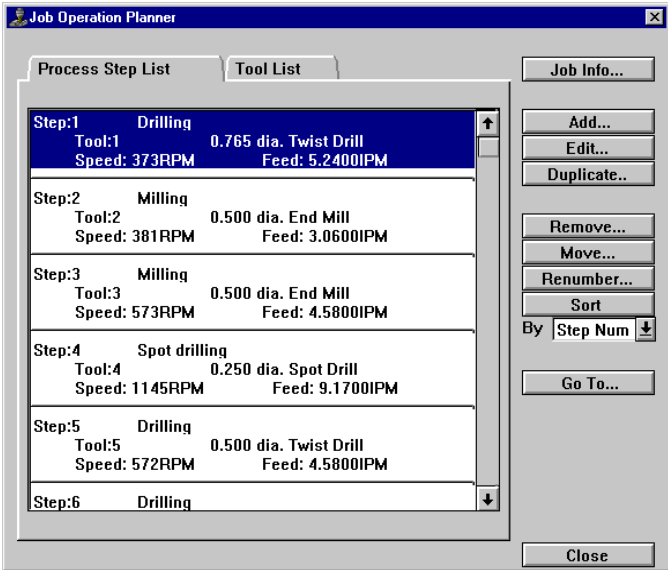 Job Operation Planner
Process Step List
Tool List
Step:1 Drilling
Tool:1 0.765 dia. Twist Drill
Speed: 373RPM Feed: 5.2400IPM
Step:2 Milling
Tool:2 0.500 dia. End Mill
Speed: 381RPM Feed: 3.0600IPM
Step:3 Milling
Tool:3 0.500 dia. End Mill
Speed: 573RPM Feed: 4.5800IPM
Step:4 Spot drilling
Tool:4 0.250 dia. Spot Drill
Speed: 1145RPM Feed: 9.1700IPM
Step:5 Drilling
Tool:5 0.500 dia. Twist Drill
Speed: 572RPM Feed: 4.5800IPM
Step:6 Drilling
Job Info...
Add...
Edit...
Duplicate..
Remove...
Move...
Renumber...
Sort
By Step Num
Go To...
Close